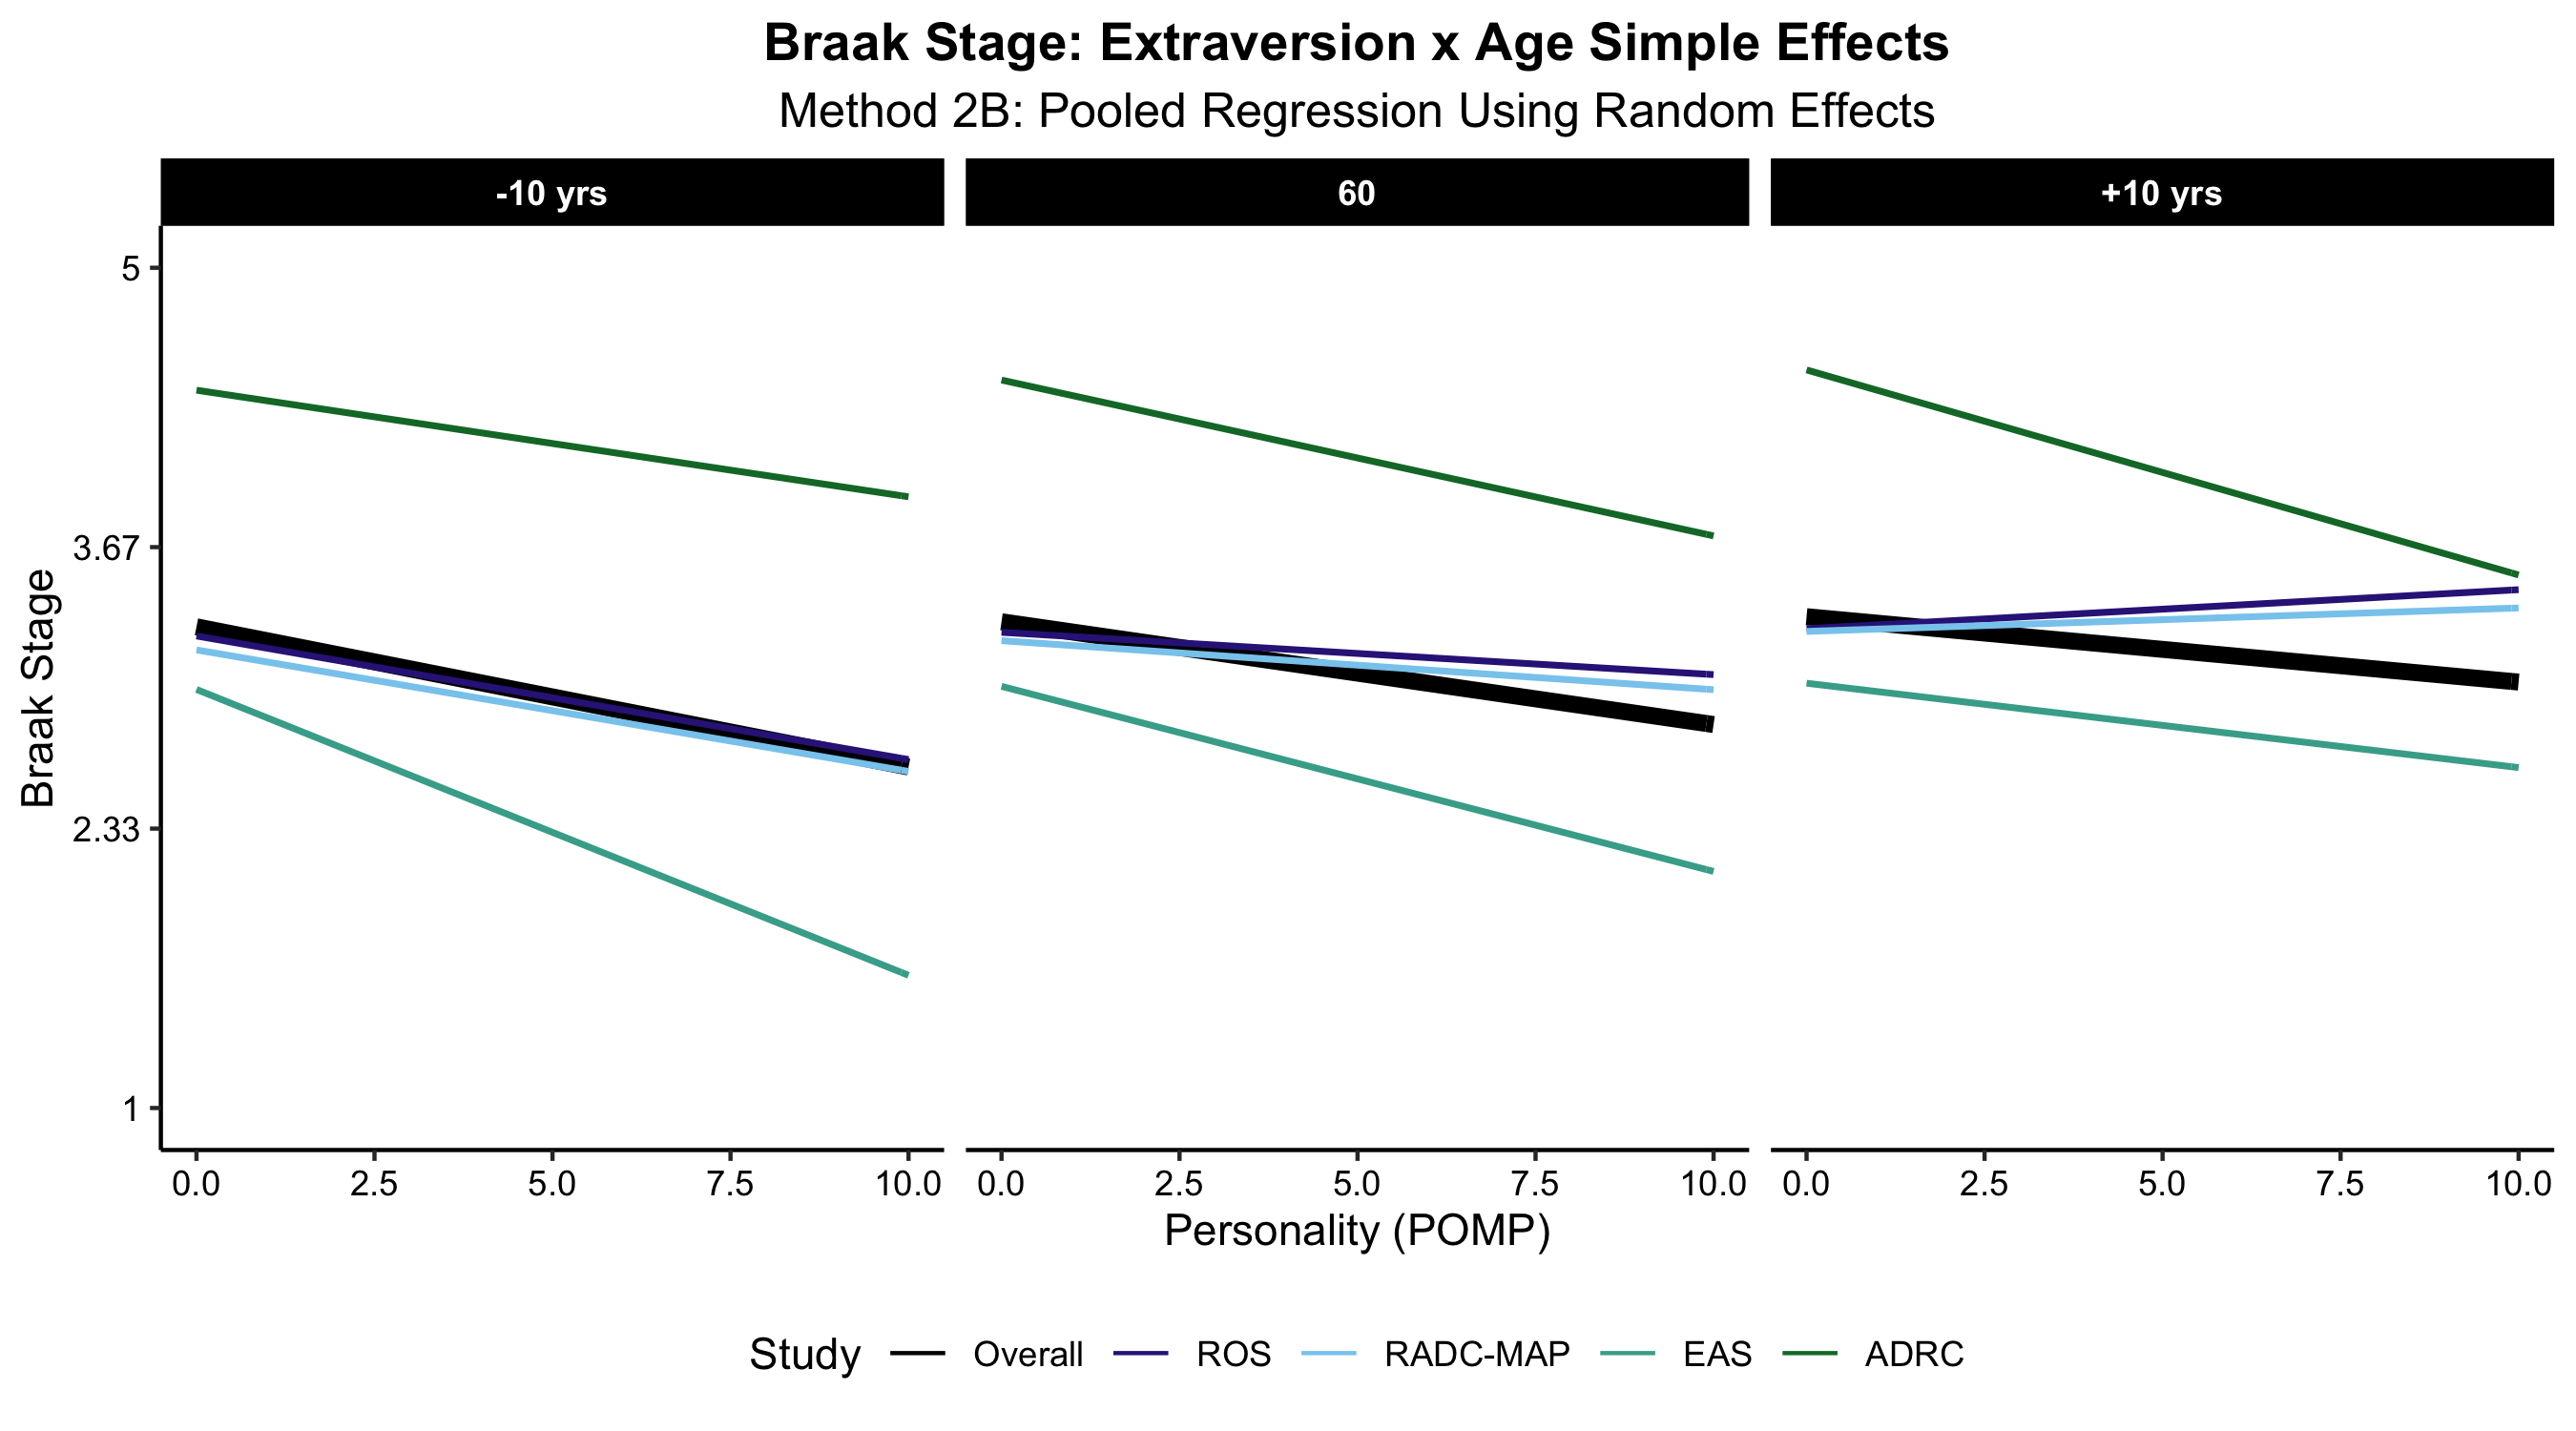 Braak Stage: Extraversion x Age Simple Effects
Method 2B: Pooled Regression Using Random Effects
-10 yrs
60
+10 yrs
5
3.67
2.33
1
Braak Stage
0.0 2.5 5.0 7.5 10.0
0.0 2.5 5.0 7.5 10.0
0.0 2.5 5.0 7.5 10.0
Personality (POMP)
Study Overall ROS RADC-MAP EAS ADRC